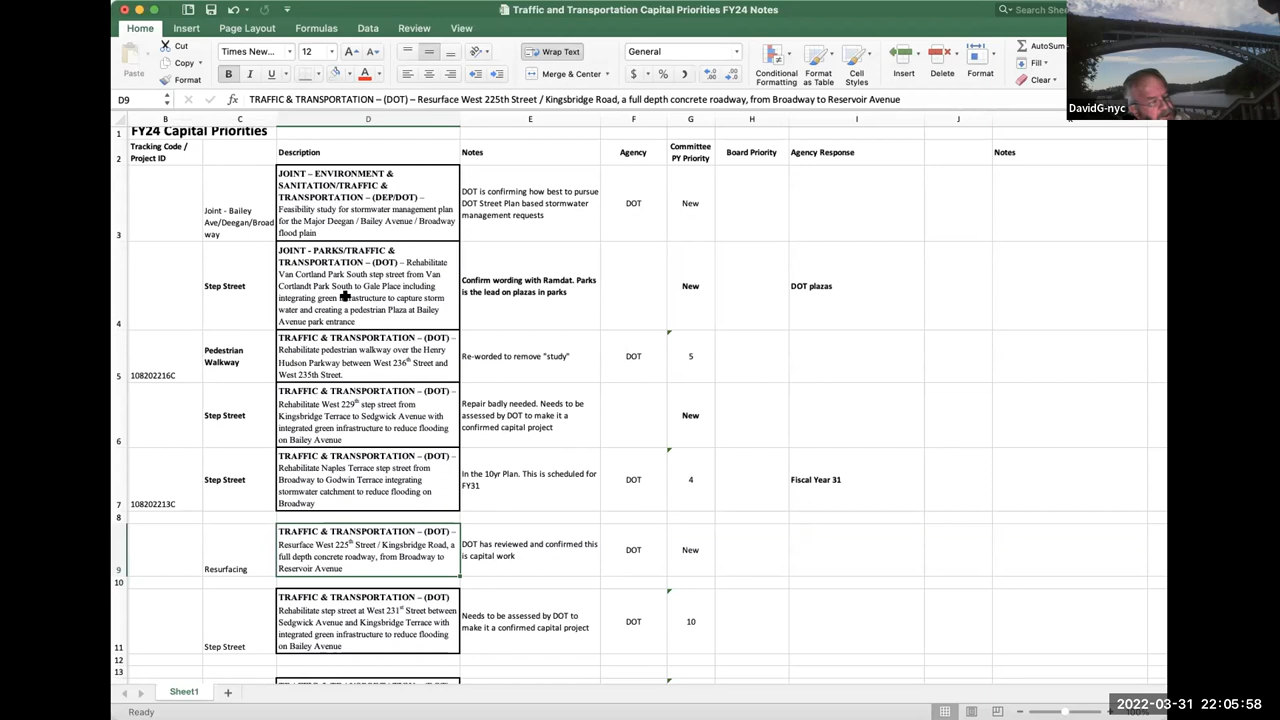 Traffic and Transportation Capital Priorities FY24 Notes
Home Insert Page Layout Formulas Data Review View
Paste
Cut
Copy
Format
Times New... 12
B I U
Wrap Text
Merge & Center
General
$ %
Conditional Formatting
Format as Table
Cell Styles
Insert Delete Format
AutoSum
Fill
Clear
DavidG-nyc
D9 fx TRAFFIC & TRANSPORTATION – (DOT) – Resurface West 225th Street / Kingsbridge Road, a full depth concrete roadway, from Broadway to Reservoir Avenue
B C D E F G H I J
1 FY24 Capital Priorities
2
Tracking Code / Project ID
Description
Notes
Agency
Committee PY Priority
Board Priority
Agency Response
Notes
3
Joint - Bailey
Ave/Deegan/Broad
way
JOINT – ENVIRONMENT &
SANITATION/TRAFFIC &
TRANSPORTATION – (DEP/DOT) –
Feasibility study for stormwater management plan
for the Major Deegan / Bailey Avenue / Broadway
flood plain
DOT is confirming how best to pursue
DOT Street Plan based stormwater
management requests
DOT
New
4
Step Street
JOINT - PARKS/TRAFFIC &
TRANSPORTATION – (DOT) – Rehabilitate
Van Cortland Park South step street from Van
Cortlandt Park South to Gale Place including
integrating green infrastructure to capture storm
water and creating a pedestrian Plaza at Bailey
Avenue park entrance
Confirm wording with Ramdat. Parks
is the lead on plazas in parks
New
DOT plazas
5
108202216C
Pedestrian
Walkway
TRAFFIC & TRANSPORTATION – (DOT) –
Rehabilitate pedestrian walkway over the Henry
Hudson Parkway between West 236th Street and
West 235th Street.
Re-worded to remove "study"
DOT
5
6
Step Street
TRAFFIC & TRANSPORTATION – (DOT) –
Rehabilitate West 229th step street from
Kingsbridge Terrace to Sedgwick Avenue with
integrated green infrastructure to reduce flooding
on Bailey Avenue
Repair badly needed. Needs to be
assessed by DOT to make it a
confirmed capital project
DOT
New
7
108202213C
Step Street
TRAFFIC & TRANSPORTATION – (DOT) –
Rehabilitate Naples Terrace step street from
Broadway to Godwin Terrace integrating
stormwater catchment to reduce flooding on
Broadway
In the 10yr Plan. This is scheduled for
FY31
DOT
4
Fiscal Year 31
8
9
Resurfacing
TRAFFIC & TRANSPORTATION – (DOT) –
Resurface West 225th Street / Kingsbridge Road, a
full depth concrete roadway, from Broadway to
Reservoir Avenue
DOT has reviewed and confirmed this
is capital work
DOT
New
10
11
Step Street
TRAFFIC & TRANSPORTATION – (DOT)
Rehabilitate step street at West 231st Street between
Sedgwick Avenue and Kingsbridge Terrace with
integrated green infrastructure to reduce flooding
on Bailey Avenue
Needs to be assessed by DOT to
make it a confirmed capital project
DOT
10
12
13
Sheet1
Ready
2022-03-31 22:05:58